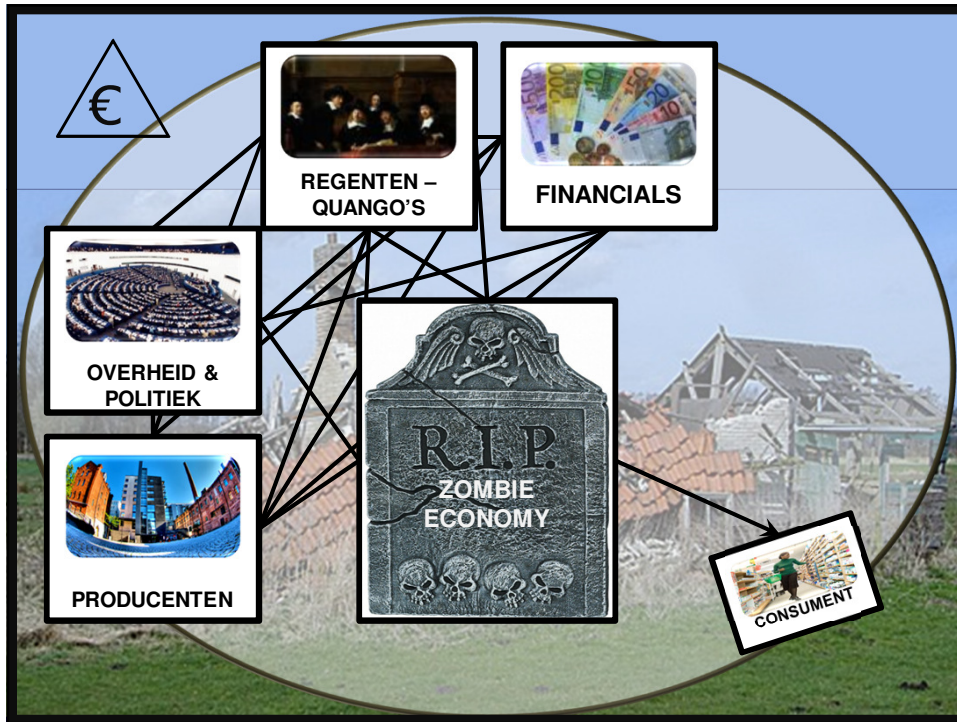 €
REGENTEN –
QUANGO'S
FINANCIALS
OVERHEID &
POLITIEK
PRODUCENTEN
R.I.P.
ZOMBIE
ECONOMY
CONSUMENT